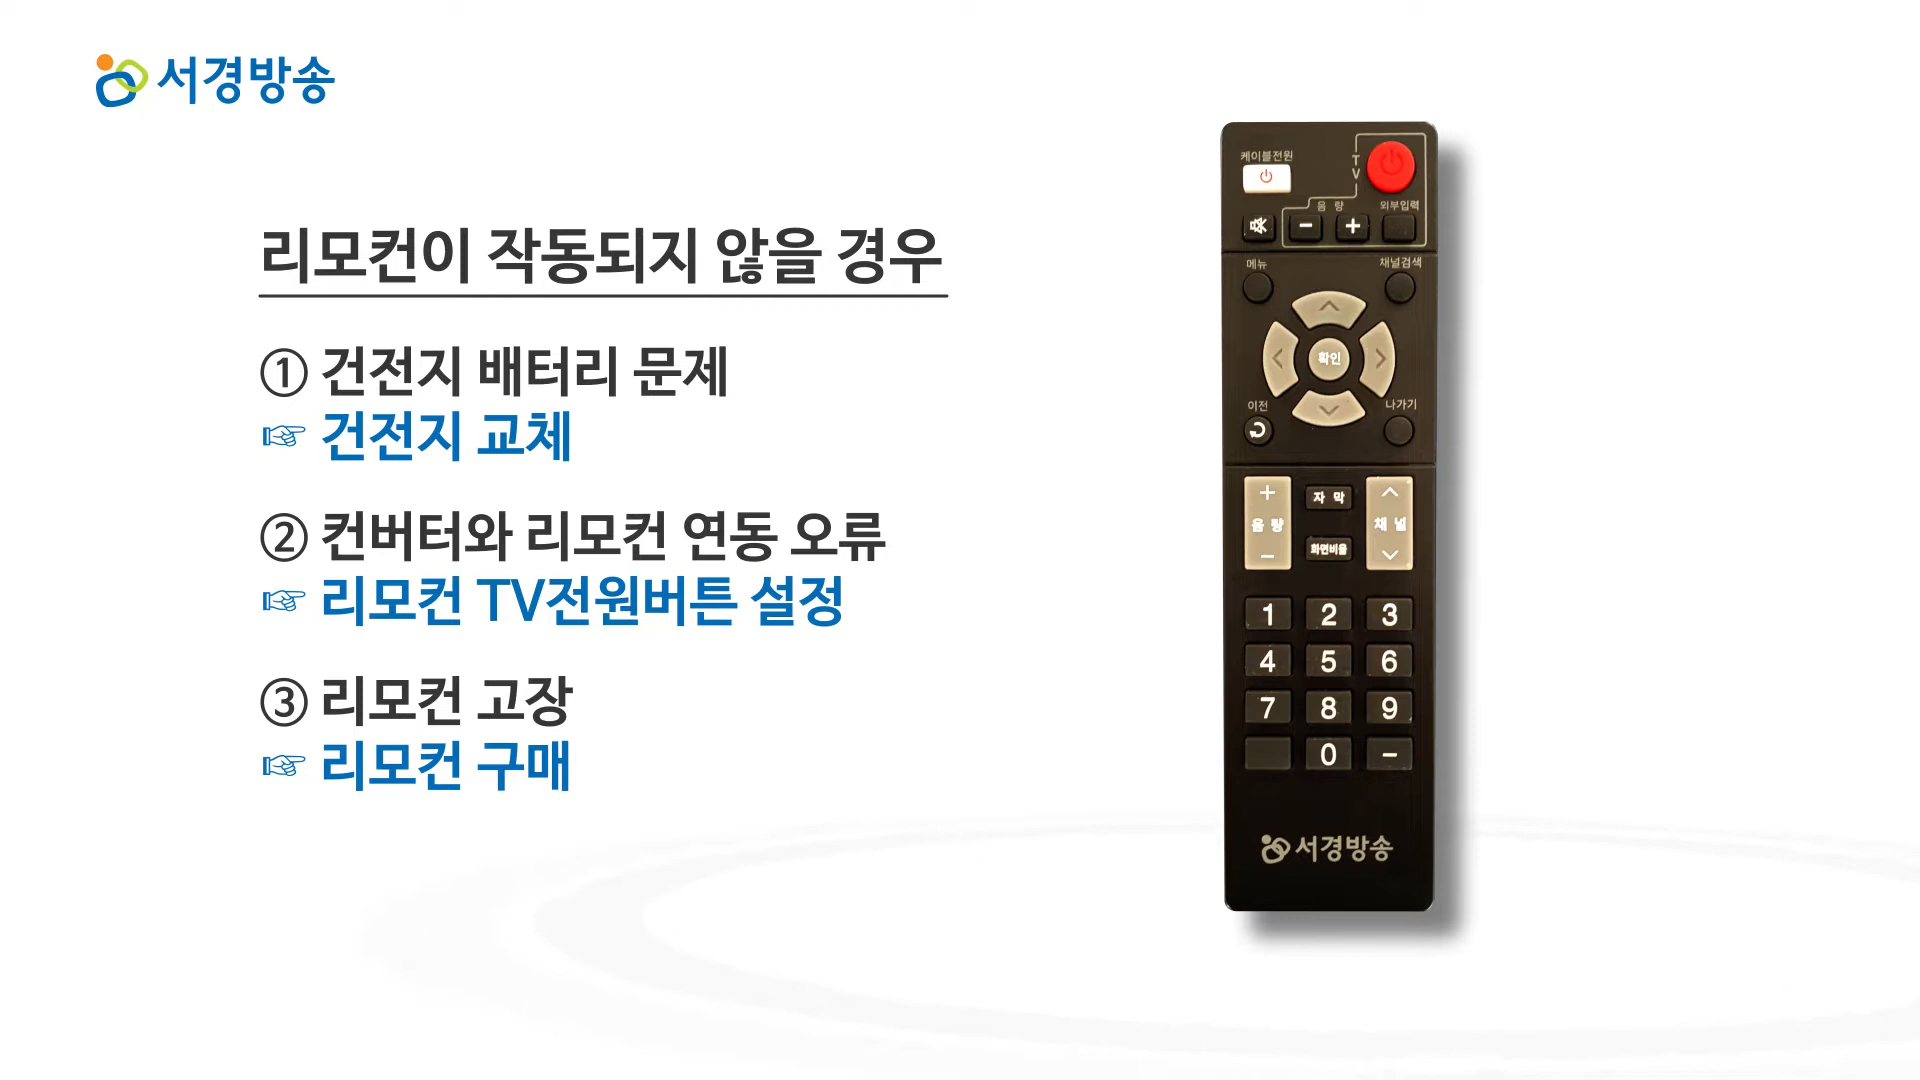 서경방송
리모컨이 작동되지 않을 경우
① 건전지 배터리 문제
☞ 건전지 교체
② 컨버터와 리모컨 연동 오류
☞ 리모컨 TV전원버튼 설정
③ 리모컨 고장
☞ 리모컨 구매
케이블전원
TV
음 량
외부입력
− +
메뉴
채널검색
확인
이전
나가기
+ 자 막
음 량 채 널
− 화면비율
1 2 3
4 5 6
7 8 9
0 −
서경방송